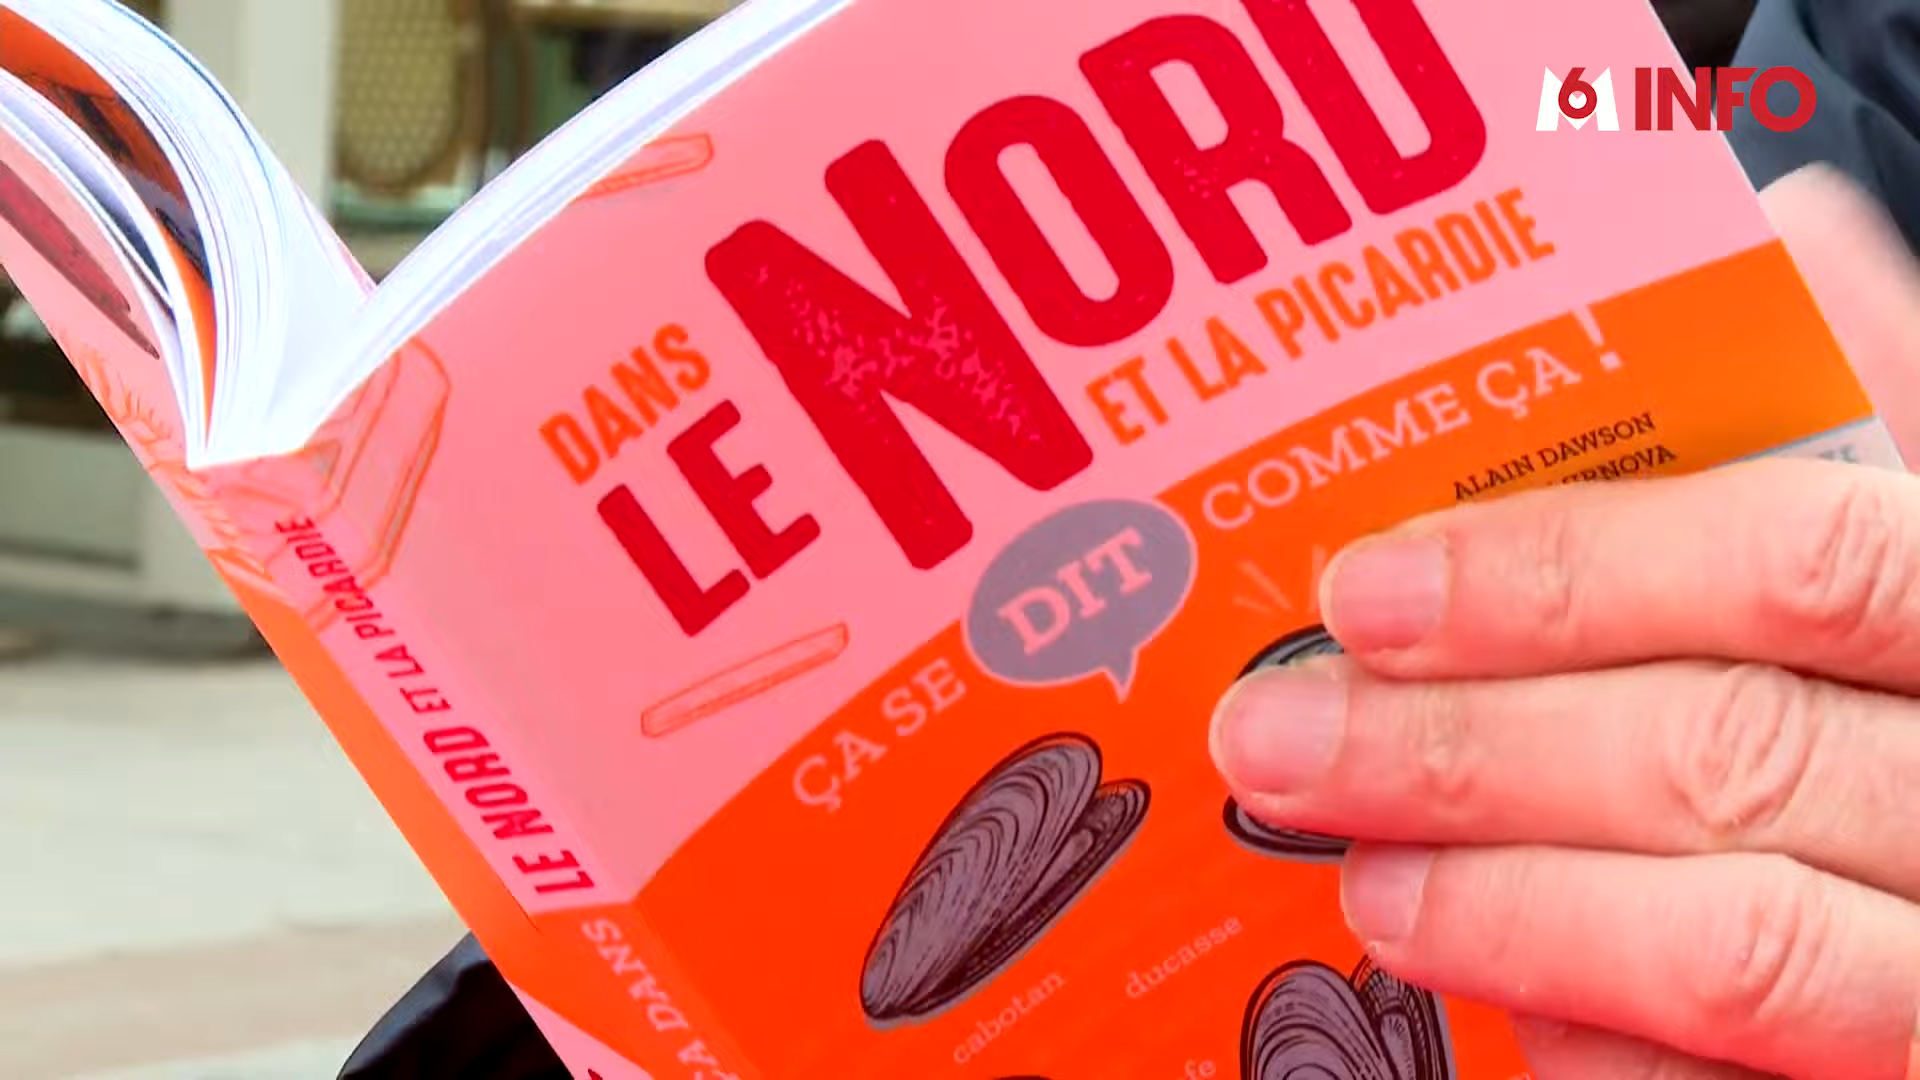 M6 INFO
DANS
LE NORD
ET LA PICARDIE
ÇA SE DIT COMME ÇA !
ALAIN DAWSON
cabotan
ducasse
LE NORD ET LA PICARDIE
ÇA DANS